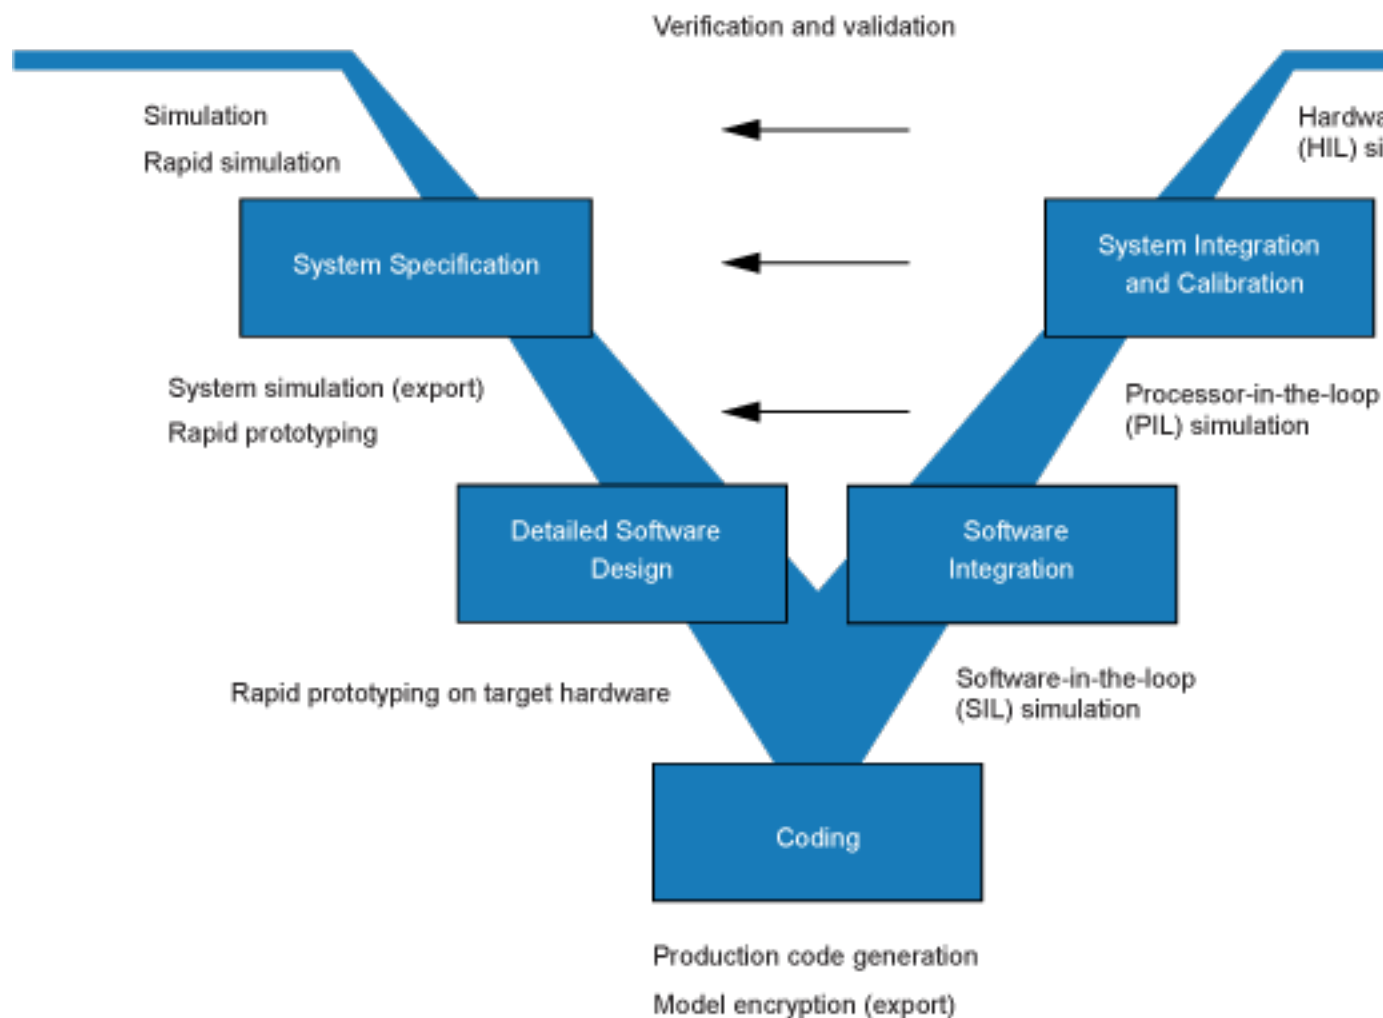 Verification and validation
Simulation
Rapid simulation
(HIL)
System Specification
System Integration
and Calibration
System simulation (export)
Rapid prototyping
Processor-in-the-loop
(PIL) simulation
Detailed Software
Design
Software
Integration
Rapid prototyping on target hardware
Software-in-the-loop
(SIL) simulation
Coding
Production code generation
Model encryption (export)